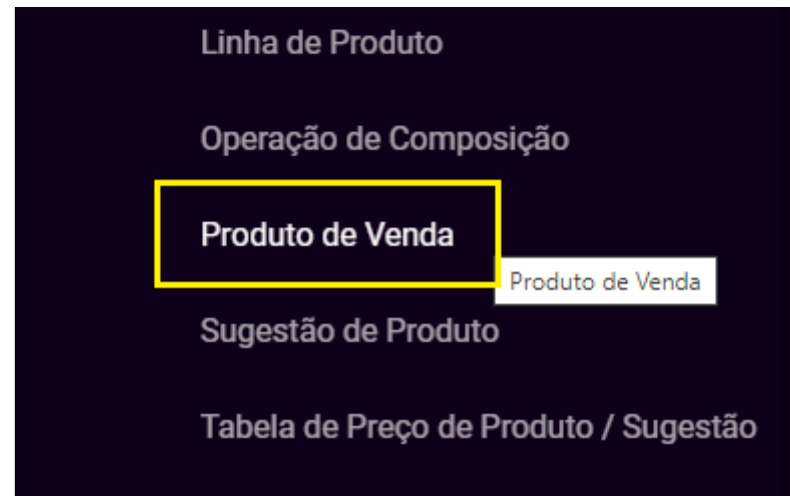 Linha de Produto
Operação de Composição
Produto de Venda
Produto de Venda
Sugestão de Produto
Tabela de Preço de Produto / Sugestão